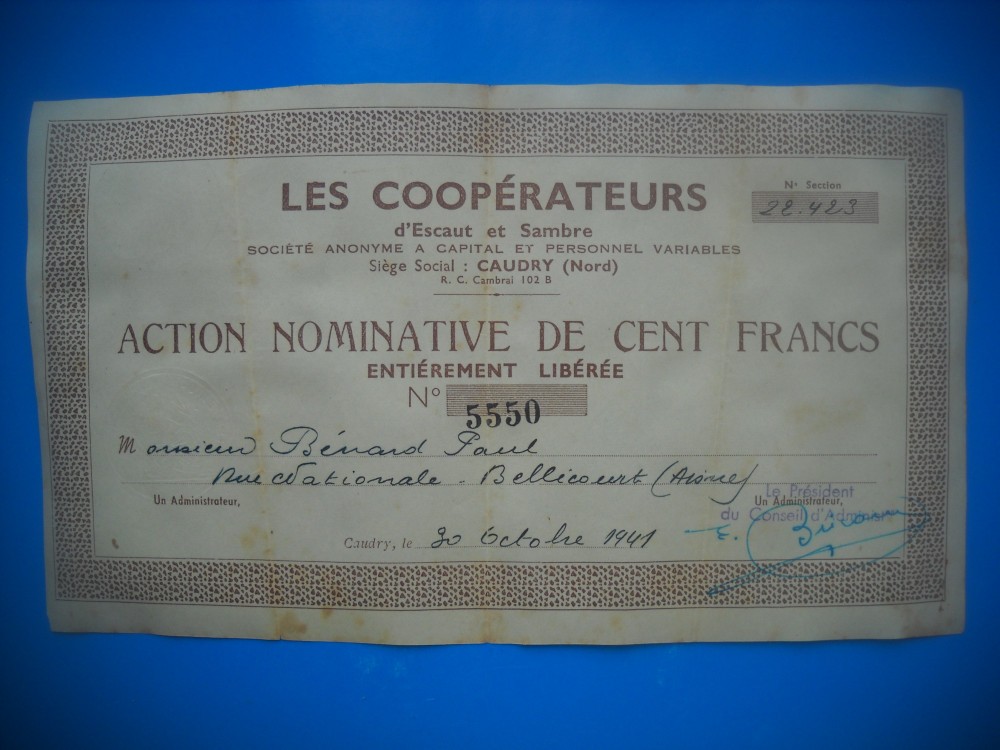 LES COOPÉRATEURS
d'Escaut et Sambre
SOCIÉTÉ ANONYME A CAPITAL ET PERSONNEL VARIABLES
Siège Social : CAUDRY (Nord)
R. C. Cambrai 102 B
N° Section
22.423
ACTION NOMINATIVE DE CENT FRANCS
ENTIÉREMENT LIBÉRÉE
N° 5550
Monsieur Bénard Paul
Rue Nationale - Bellicourt (Aisne)
Un Administrateur,
Un Administrateur,
Le Président
du Conseil d'Administ
Caudry, le 30 Octobre 1941
E.